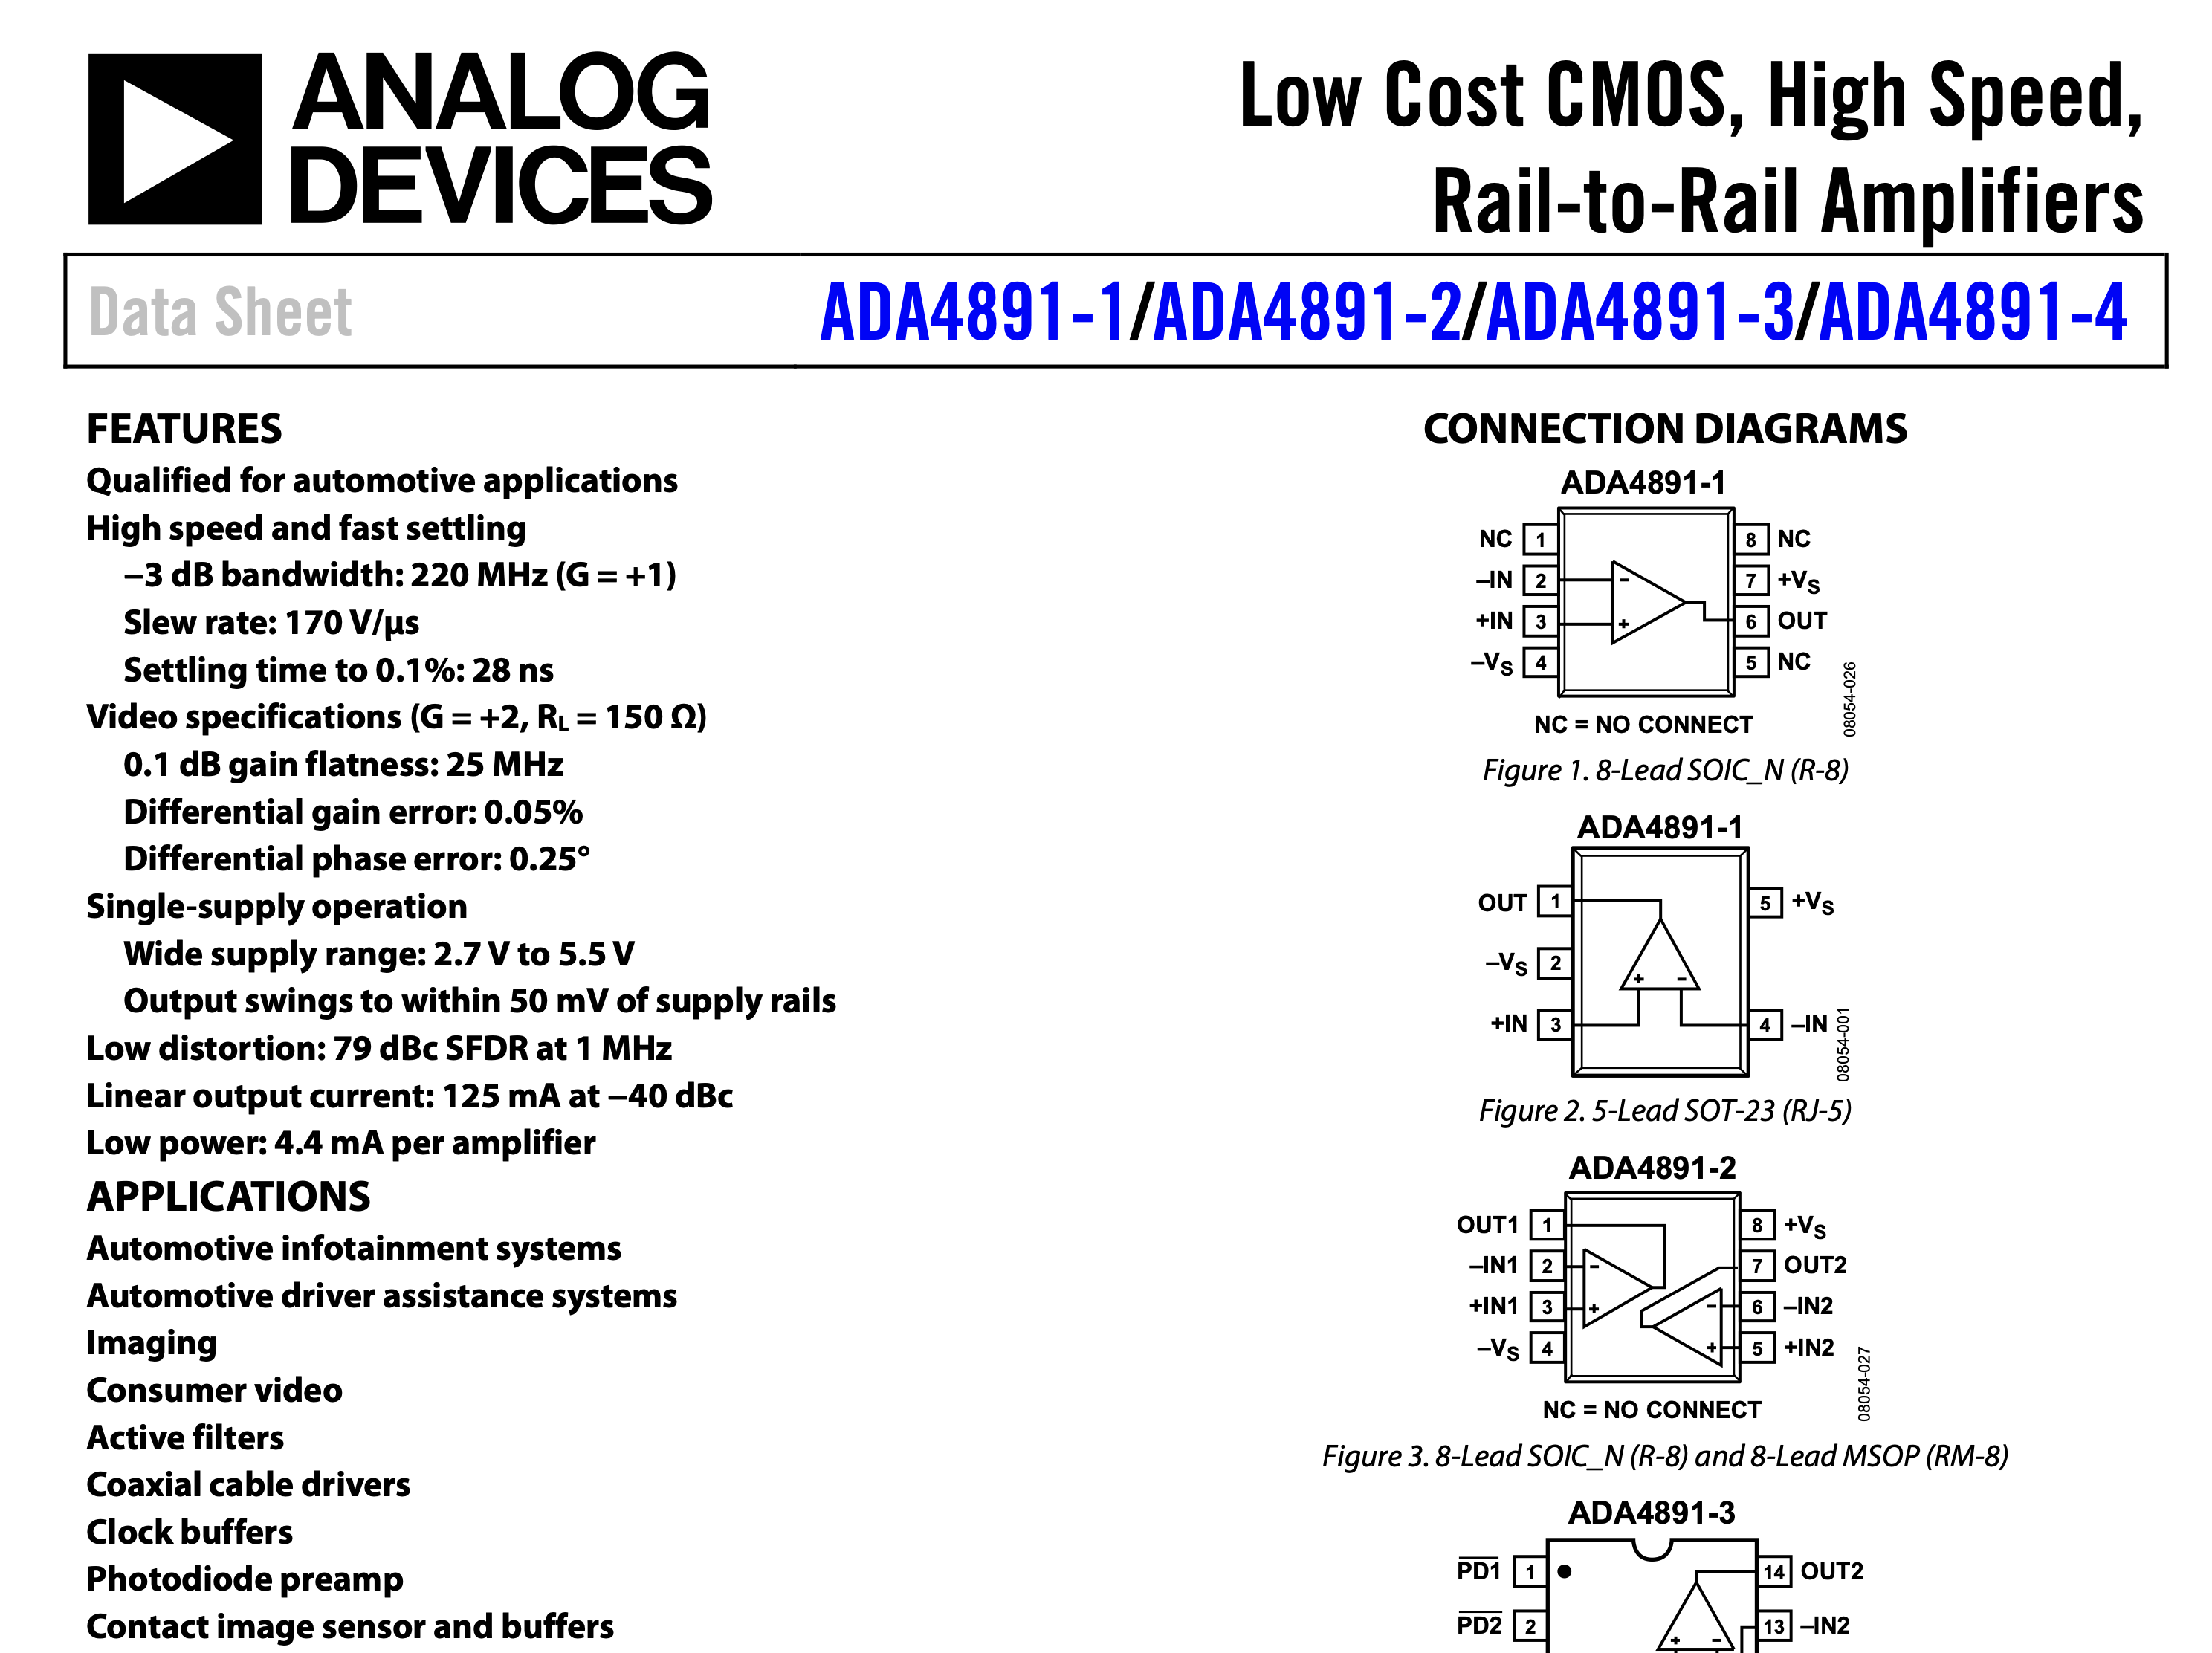 ANALOG
DEVICES
Low Cost CMOS, High Speed,
Rail-to-Rail Amplifiers
Data Sheet
ADA4891-1/ADA4891-2/ADA4891-3/ADA4891-4
FEATURES
Qualified for automotive applications
High speed and fast settling
−3 dB bandwidth: 220 MHz (G = +1)
Slew rate: 170 V/µs
Settling time to 0.1%: 28 ns
Video specifications (G = +2, RL = 150 Ω)
0.1 dB gain flatness: 25 MHz
Differential gain error: 0.05%
Differential phase error: 0.25°
Single-supply operation
Wide supply range: 2.7 V to 5.5 V
Output swings to within 50 mV of supply rails
Low distortion: 79 dBc SFDR at 1 MHz
Linear output current: 125 mA at −40 dBc
Low power: 4.4 mA per amplifier
APPLICATIONS
Automotive infotainment systems
Automotive driver assistance systems
Imaging
Consumer video
Active filters
Coaxial cable drivers
Clock buffers
Photodiode preamp
Contact image sensor and buffers
CONNECTION DIAGRAMS
ADA4891-1
NC 1 8 NC
–IN 2 – 7 +VS
+IN 3 + 6 OUT
–VS 4 5 NC
NC = NO CONNECT
08054-026
Figure 1. 8-Lead SOIC_N (R-8)
ADA4891-1
OUT 1 5 +VS
–VS 2
+ –
+IN 3 4 –IN
08054-001
Figure 2. 5-Lead SOT-23 (RJ-5)
ADA4891-2
OUT1 1 8 +VS
–IN1 2 – 7 OUT2
+IN1 3 + – 6 –IN2
–VS 4 + 5 +IN2
NC = NO CONNECT
08054-027
Figure 3. 8-Lead SOIC_N (R-8) and 8-Lead MSOP (RM-8)
ADA4891-3
PD1 1 14 OUT2
PD2 2 13 –IN2
+ –